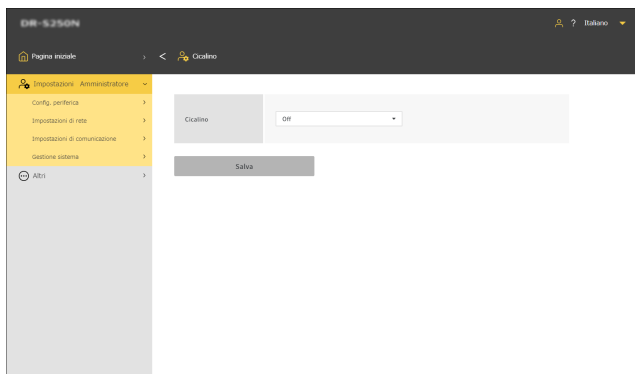 DR-S250N
? Italiano
Pagina iniziale
Cicalino
Impostazioni Amministratore
Config. periferica
Impostazioni di rete
Impostazioni di comunicazione
Gestione sistema
Altri
Cicalino
Off
Salva